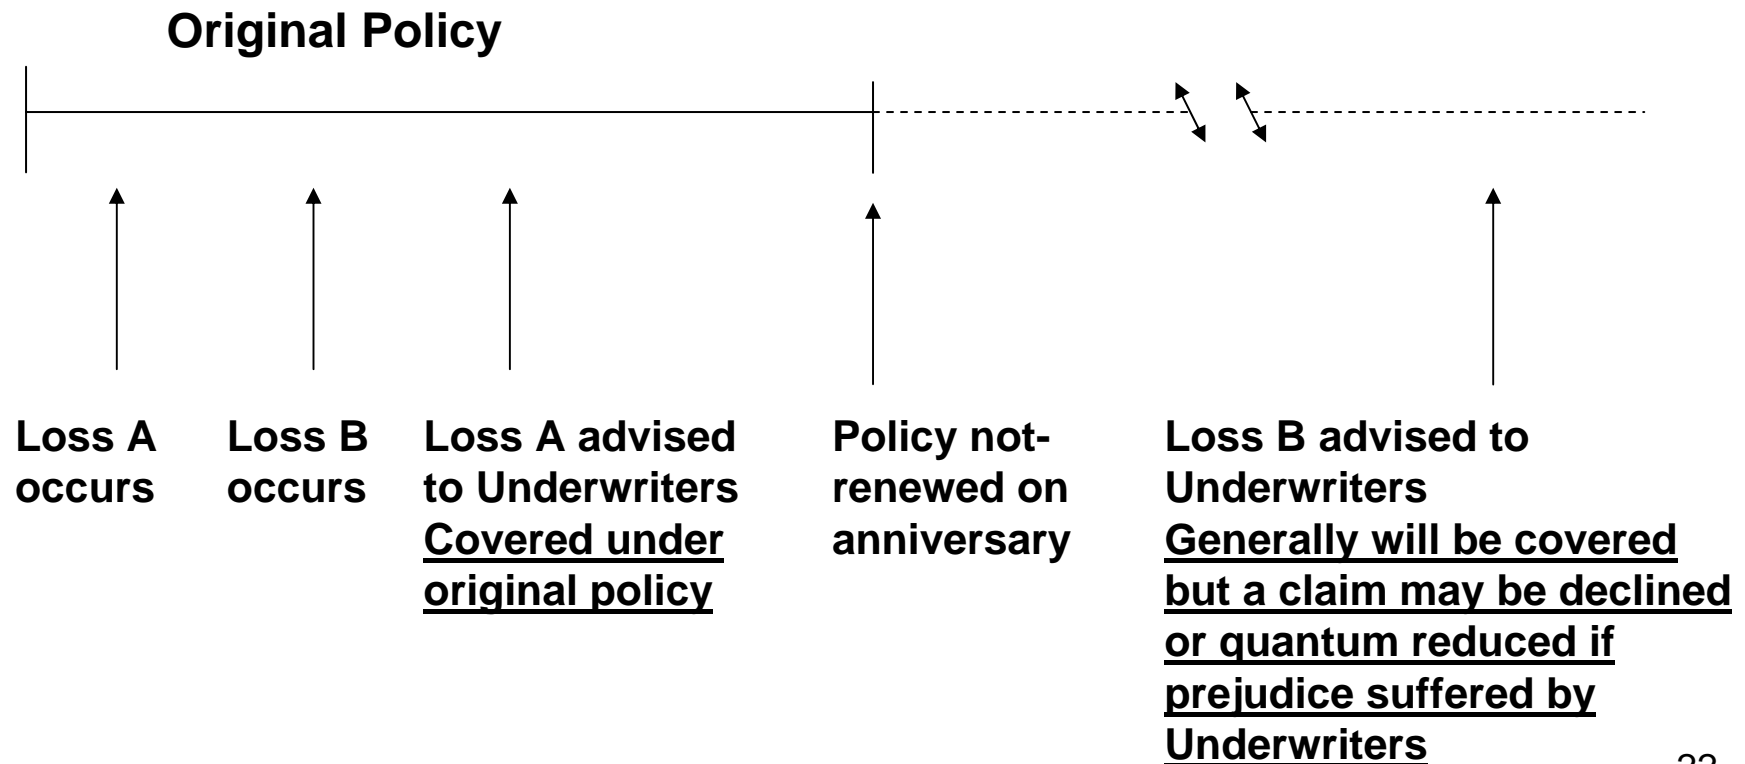 Original Policy
Loss A
occurs
Loss B
occurs
Loss A advised
to Underwriters
Covered under
original policy
Policy not-
renewed on
anniversary
Loss B advised to
Underwriters
Generally will be covered
but a claim may be declined
or quantum reduced if
prejudice suffered by
Underwriters